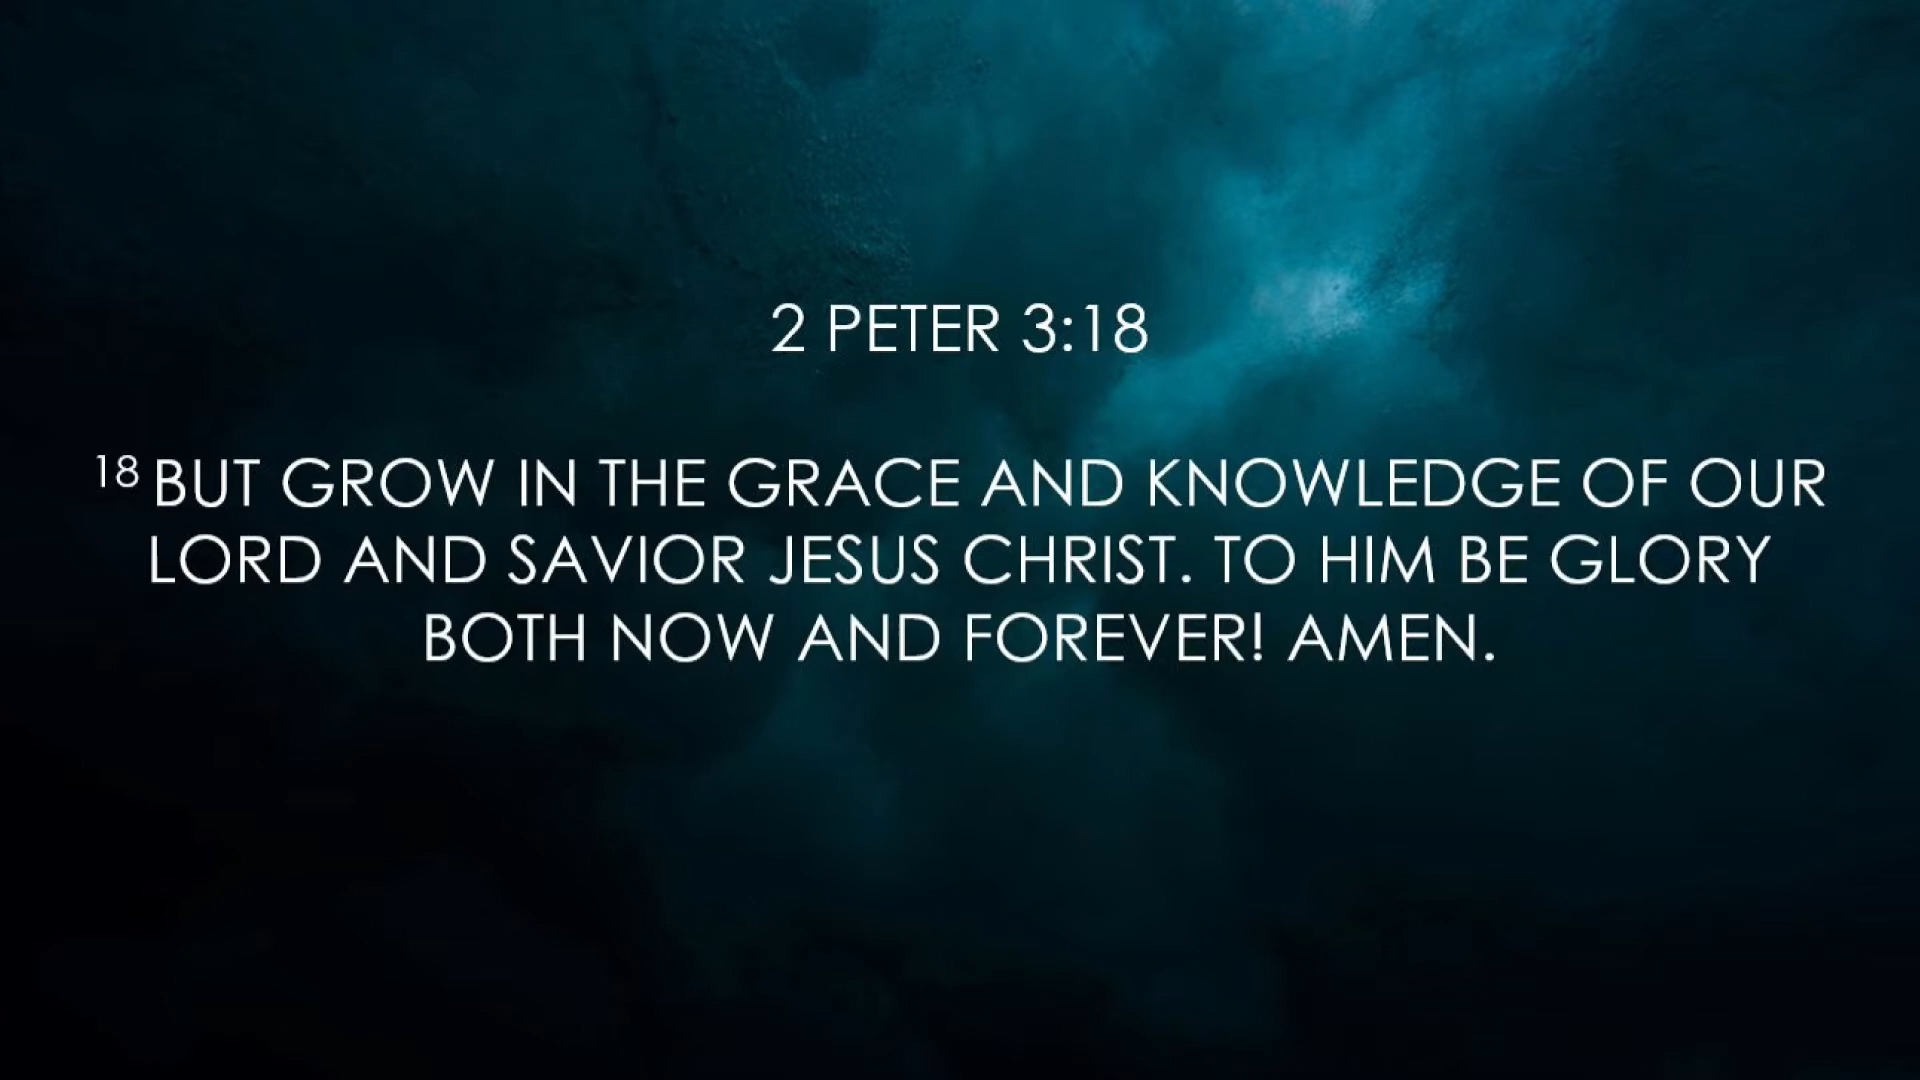 2 PETER 3:18
18 BUT GROW IN THE GRACE AND KNOWLEDGE OF OUR
LORD AND SAVIOR JESUS CHRIST. TO HIM BE GLORY
BOTH NOW AND FOREVER! AMEN.